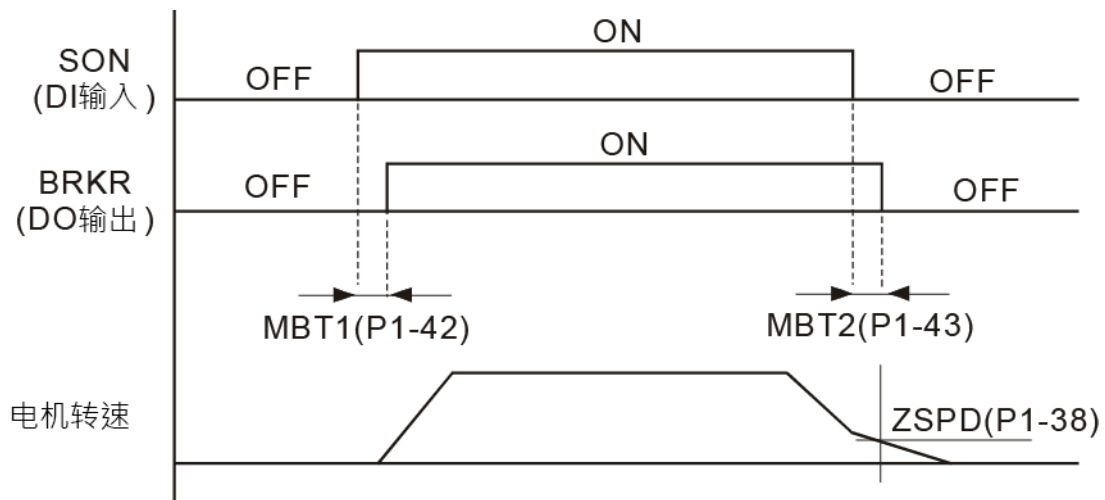 ON
SON
(DI输入)
OFF
OFF
ON
BRKR
(DO输出)
OFF
OFF
MBT1(P1-42)
MBT2(P1-43)
电机转速
ZSPD(P1-38)